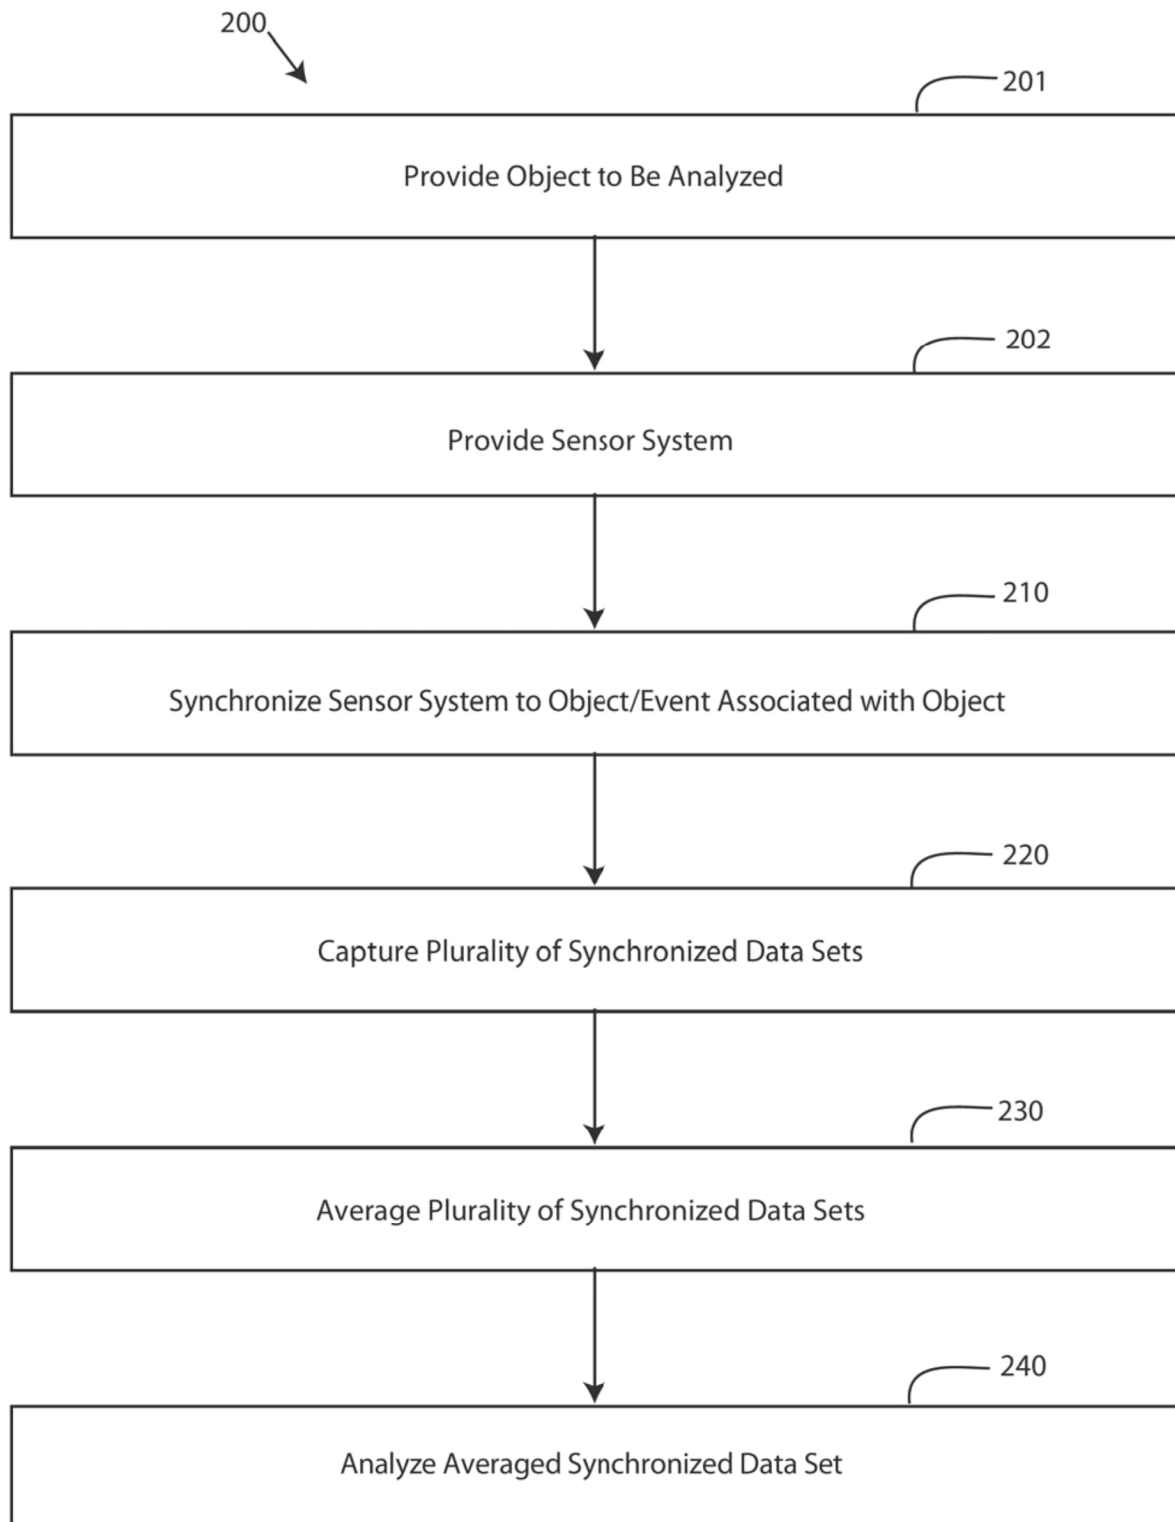 200
201
Provide Object to Be Analyzed
202
Provide Sensor System
210
Synchronize Sensor System to Object/Event Associated with Object
220
Capture Plurality of Synchronized Data Sets
230
Average Plurality of Synchronized Data Sets
240
Analyze Averaged Synchronized Data Set